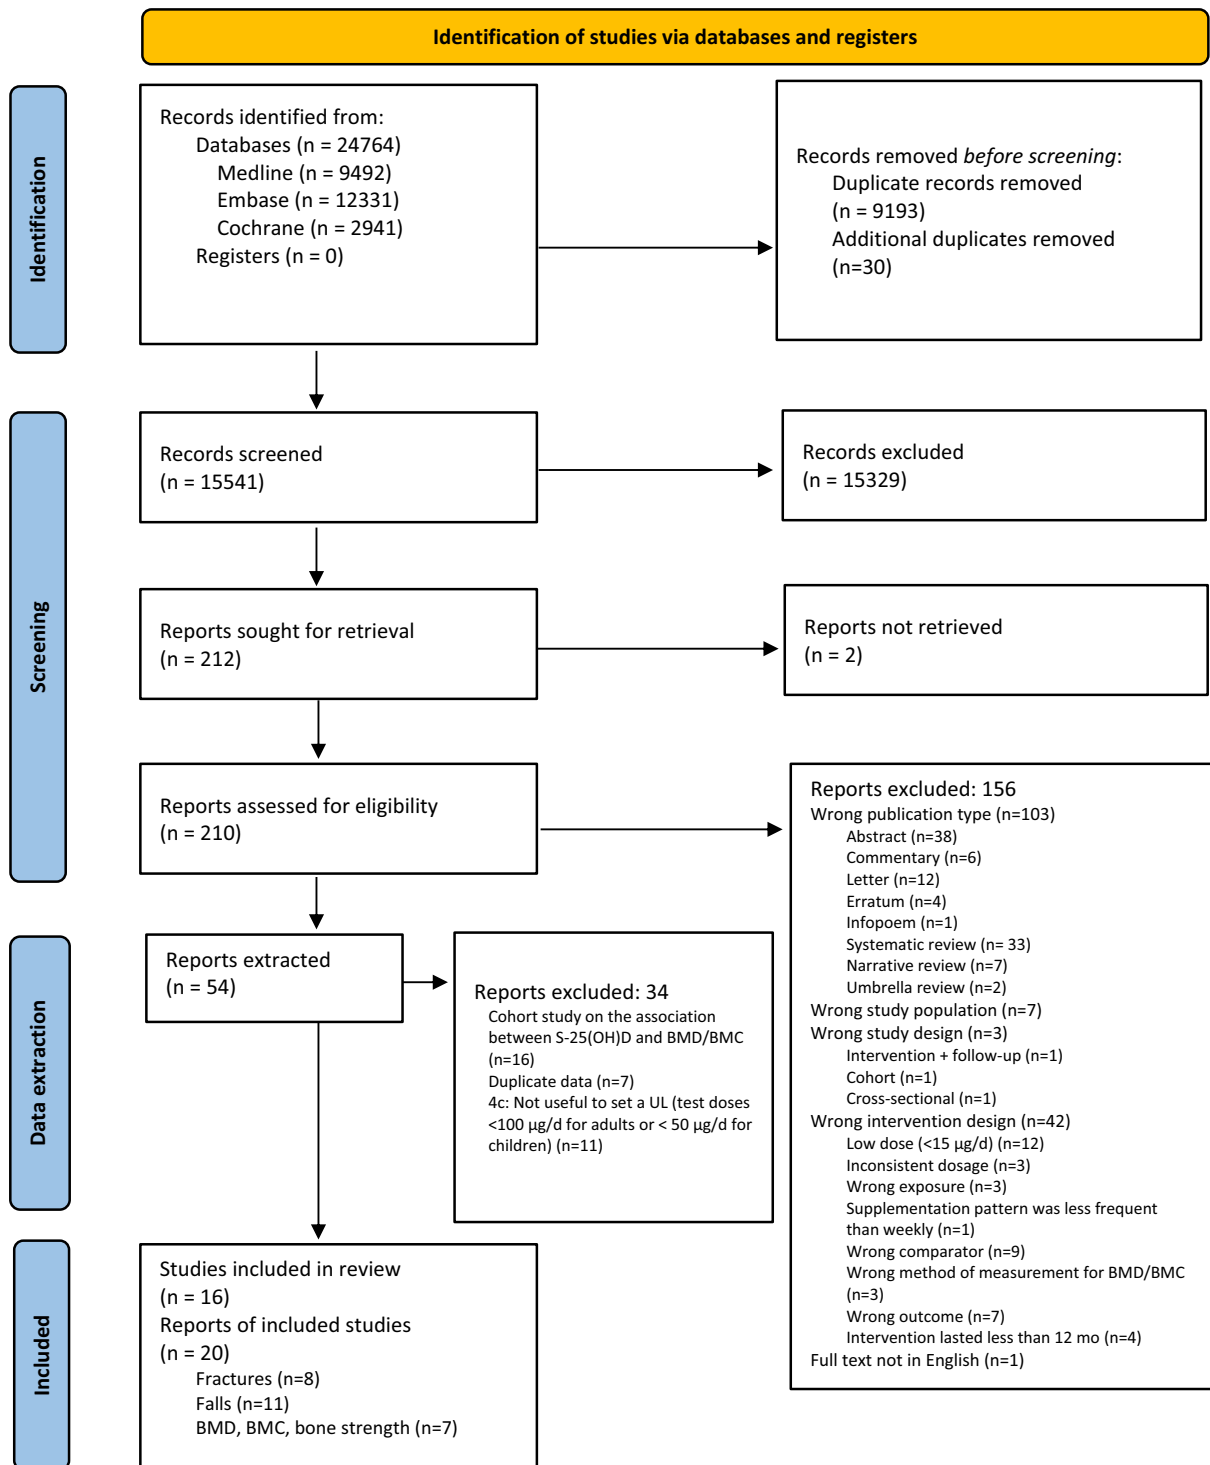 Identification of studies via databases and registers
Identification
Records identified from:
Databases (n = 24764)
Medline (n = 9492)
Embase (n = 12331)
Cochrane (n = 2941)
Registers (n = 0)
Records removed before screening:
Duplicate records removed
(n = 9193)
Additional duplicates removed
(n=30)
Screening
Records screened
(n = 15541)
Records excluded
(n = 15329)
Reports sought for retrieval
(n = 212)
Reports not retrieved
(n = 2)
Reports assessed for eligibility
(n = 210)
Reports excluded: 156
Wrong publication type (n=103)
Abstract (n=38)
Commentary (n=6)
Letter (n=12)
Erratum (n=4)
Infopoem (n=1)
Systematic review (n= 33)
Narrative review (n=7)
Umbrella review (n=2)
Wrong study population (n=7)
Wrong study design (n=3)
Intervention + follow-up (n=1)
Cohort (n=1)
Cross-sectional (n=1)
Wrong intervention design (n=42)
Low dose (<15 µg/d) (n=12)
Inconsistent dosage (n=3)
Wrong exposure (n=3)
Supplementation pattern was less frequent
than weekly (n=1)
Wrong comparator (n=9)
Wrong method of measurement for BMD/BMC
(n=3)
Wrong outcome (n=7)
Intervention lasted less than 12 mo (n=4)
Full text not in English (n=1)
Data extraction
Reports extracted
(n = 54)
Reports excluded: 34
Cohort study on the association
between S-25(OH)D and BMD/BMC
(n=16)
Duplicate data (n=7)
4c: Not useful to set a UL (test doses
<100 µg/d for adults or < 50 µg/d for
children) (n=11)
Included
Studies included in review
(n = 16)
Reports of included studies
(n = 20)
Fractures (n=8)
Falls (n=11)
BMD, BMC, bone strength (n=7)